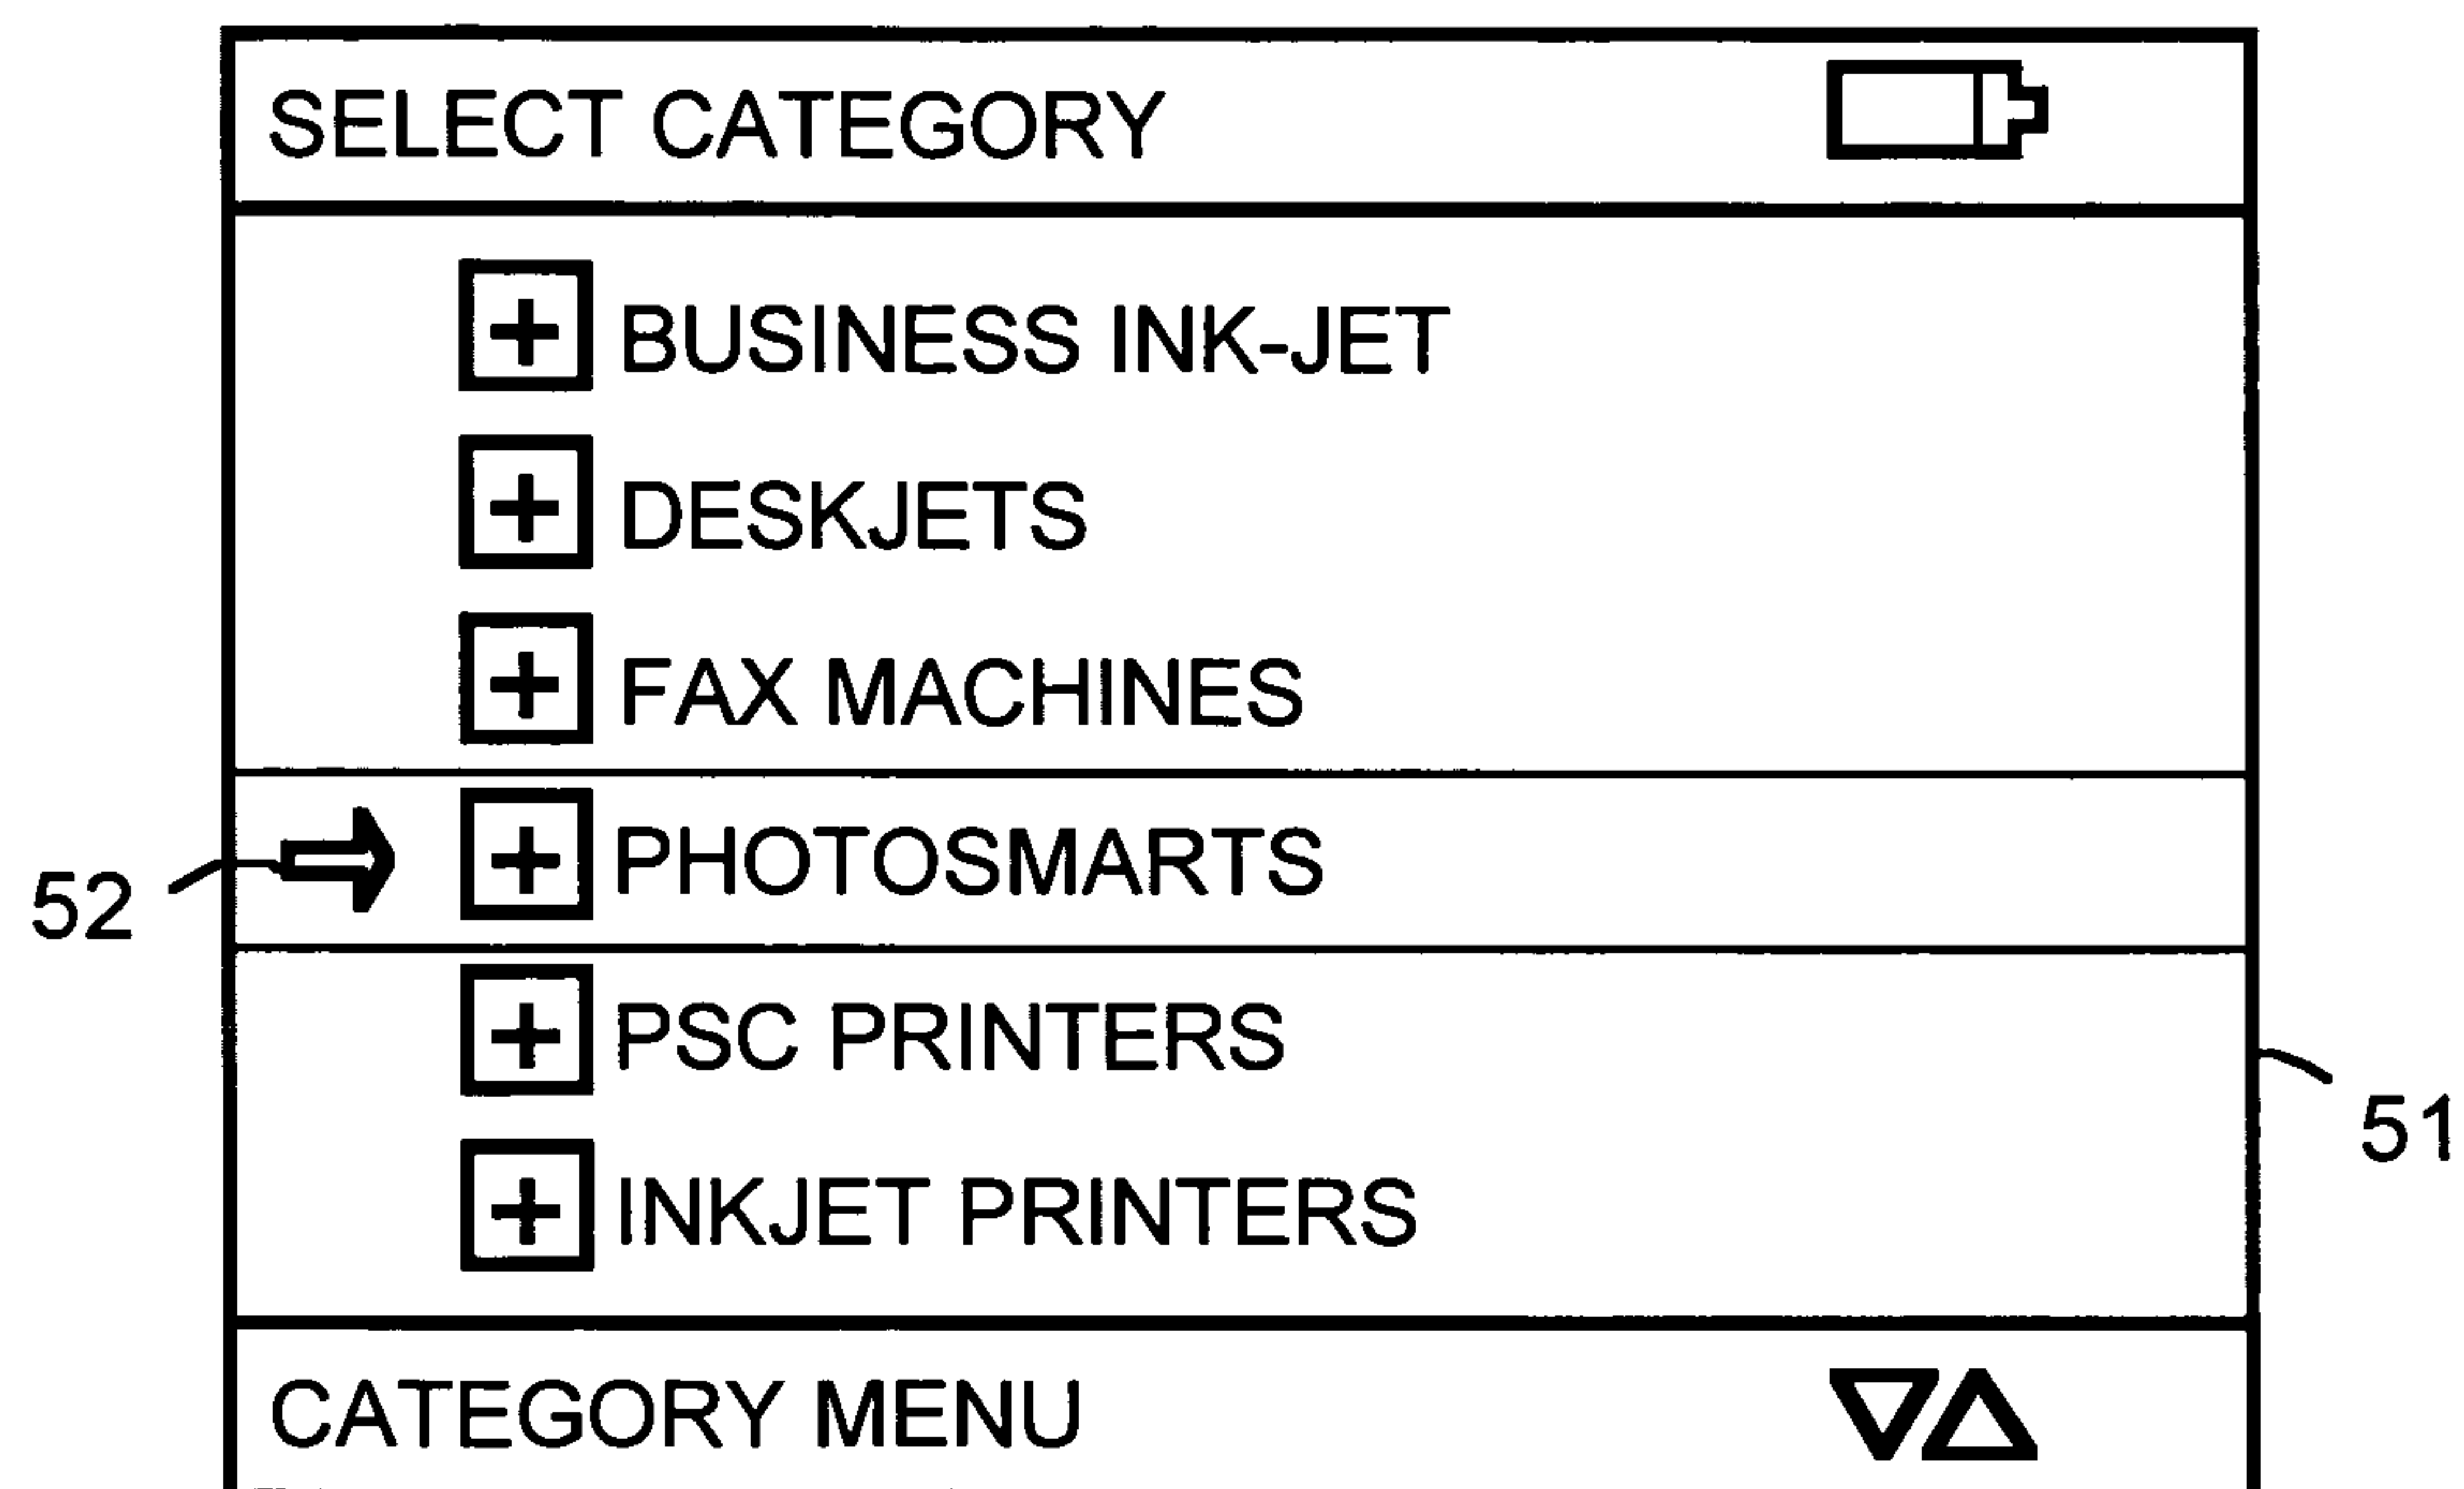 SELECT CATEGORY
+ BUSINESS INK-JET
+ DESKJETS
+ FAX MACHINES
+ PHOTOSMARTS
52
+ PSC PRINTERS
51
+ INKJET PRINTERS
CATEGORY MENU